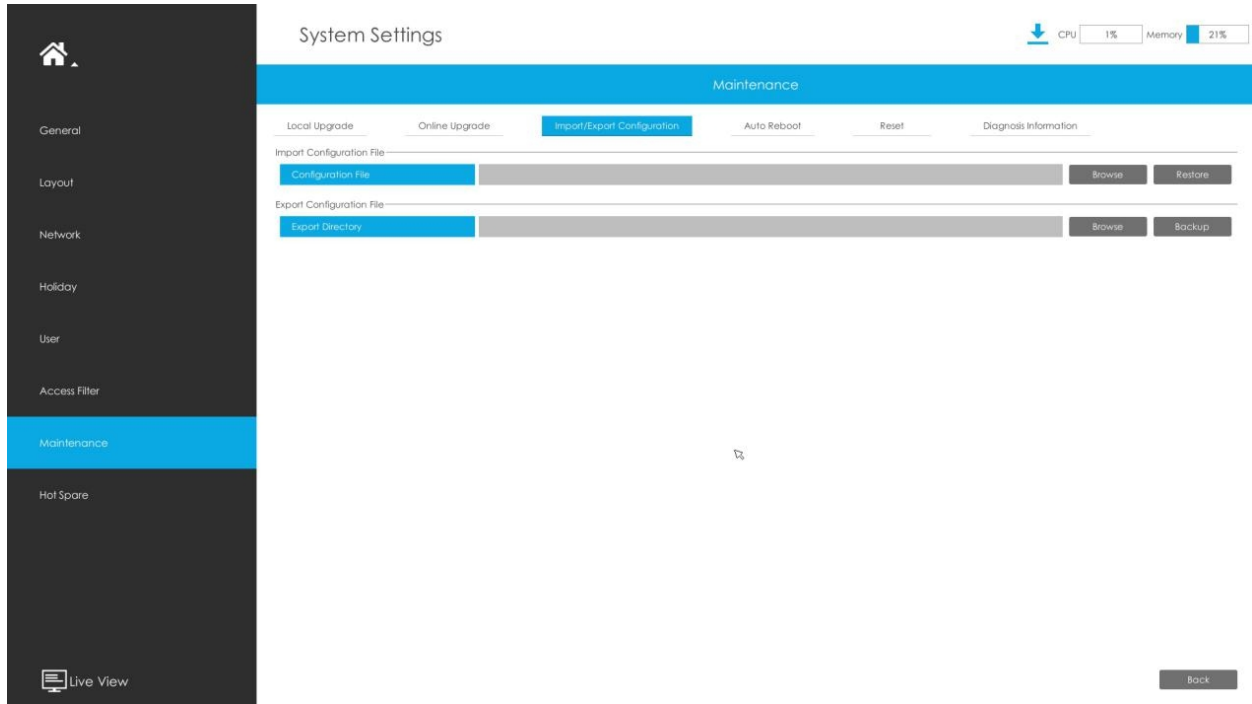 System Settings
CPU 1% Memory 21%
Maintenance
General
Layout
Network
Holiday
User
Access Filter
Maintenance
Hot Spare
Live View
Local Upgrade Online Upgrade Import/Export Configuration Auto Reboot Reset Diagnosis Information
Import Configuration File
Configuration File Browse Restore
Export Configuration File
Export Directory Browse Backup
Back